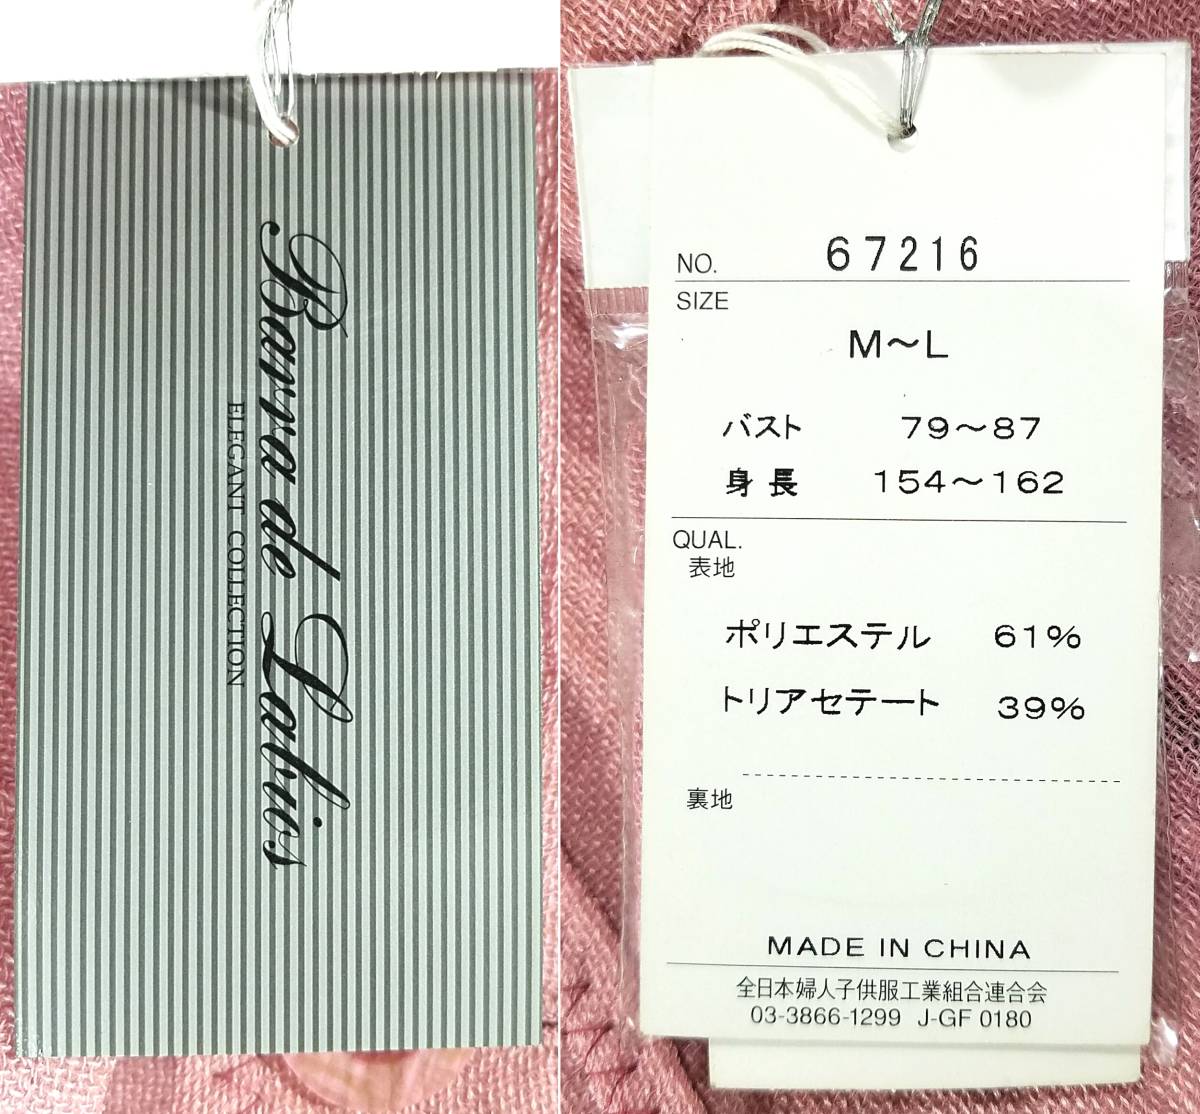 Barra de Labios
ELEGANT COLLECTION
NO. 67216
SIZE
M～L
バスト 79～87
身長 154～162
QUAL.
表地
ポリエステル 61%
トリアセテート 39%
裏地
MADE IN CHINA
全日本婦人子供服工業組合連合会
03-3866-1299 J-GF 0180